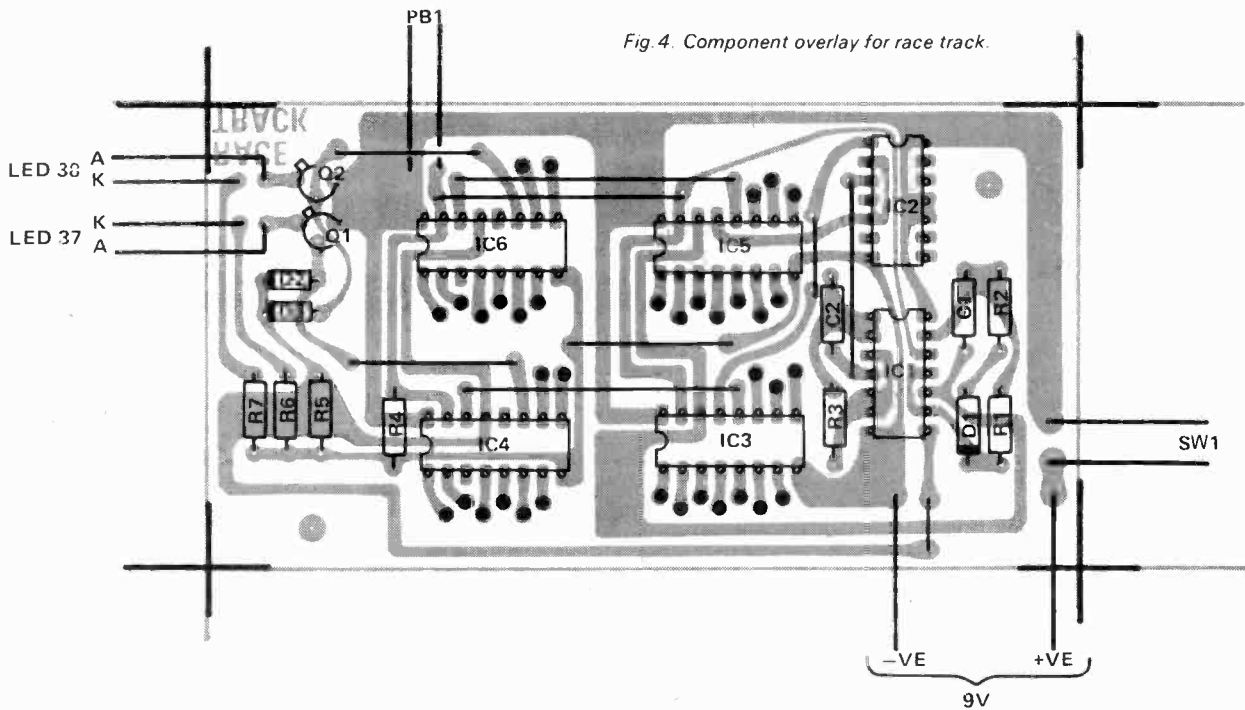 PB1
Fig. 4. Component overlay for race track.
TRACK
RACE
LED 38
A
K
Q2
K
LED 37
A
Q1
IC6
IC5
IC2
D2
C2
C1
R2
R7
R6
R5
R4
IC4
IC3
R3
IC1
D1
R1
SW1
–VE
+VE
9V